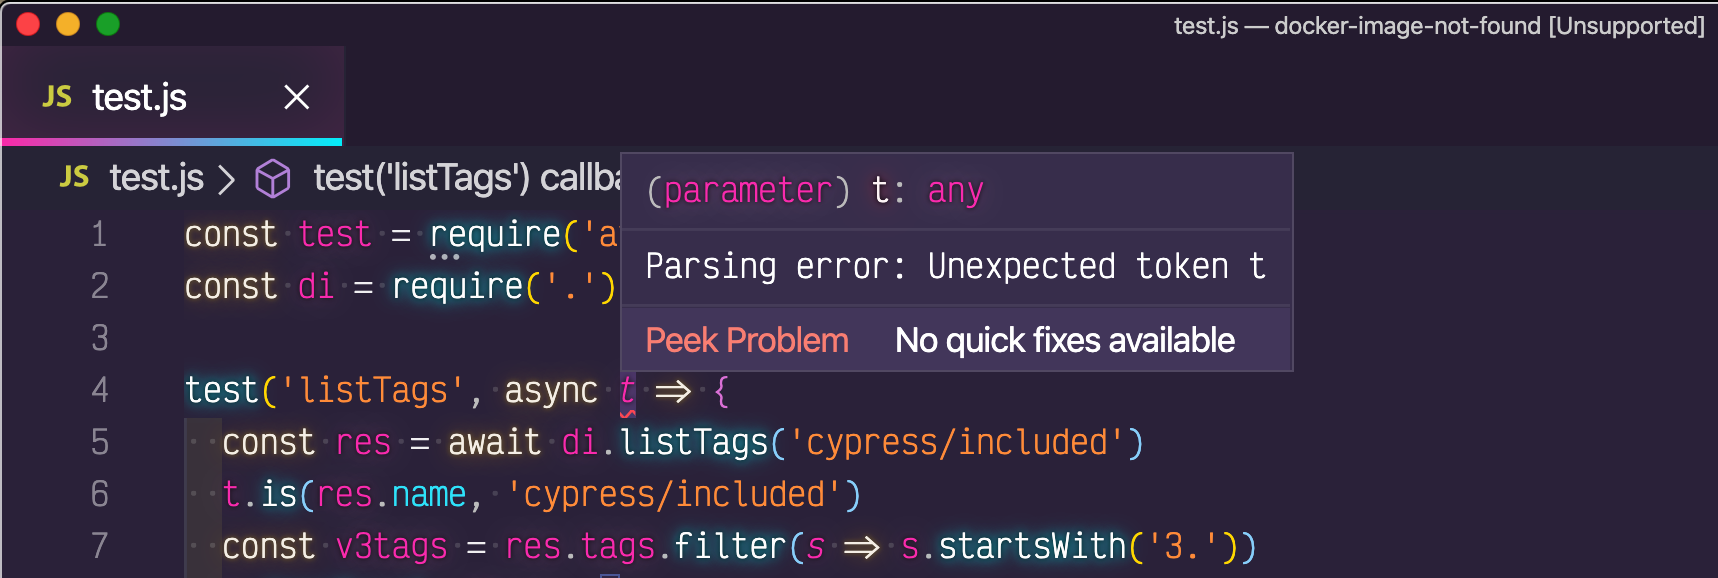 test.js — docker-image-not-found [Unsupported]
JS test.js
JS test.js > test('listTags') callba
(parameter) t: any
Parsing error: Unexpected token t
Peek Problem No quick fixes available
1 const test = require('a
2 const di = require('.')
3
4 test('listTags', async t => {
5 const res = await di.listTags('cypress/included')
6 t.is(res.name, 'cypress/included')
7 const v3tags = res.tags.filter(s => s.startsWith('3.'))